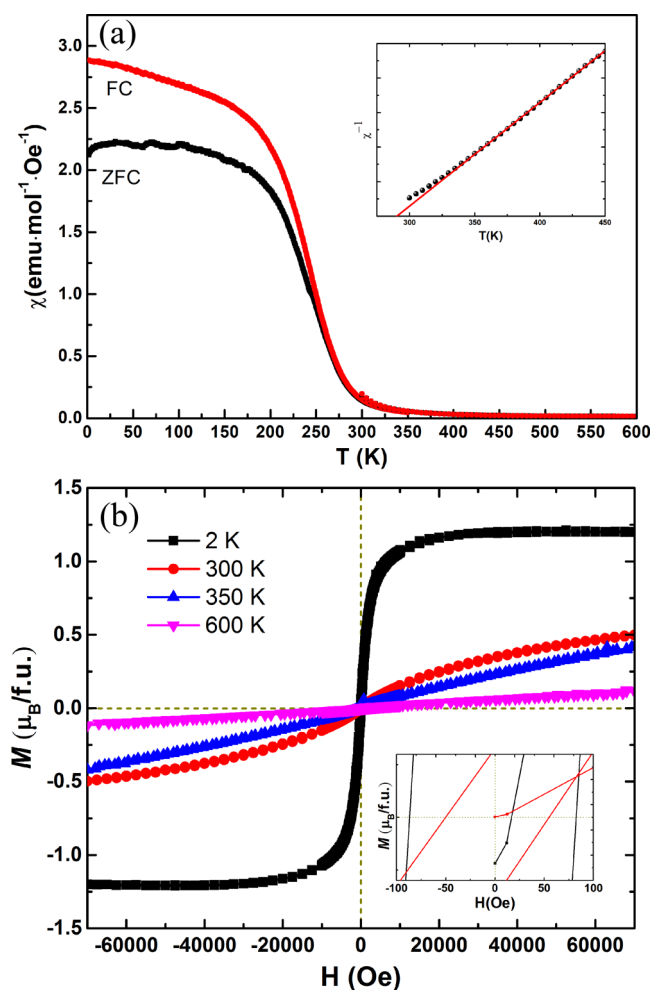 (a)
3.0
2.5
2.0
1.5
1.0
0.5
0.0
χ(emu·mol⁻¹·Oe⁻¹)
FC
ZFC
χ⁻¹
300 350 400 450
T(K)
0 50 100 150 200 250 300 350 400 450 500 550 600
T (K)
(b)
1.5
1.0
0.5
0.0
-0.5
-1.0
-1.5
M (μB/f.u.)
2 K
300 K
350 K
600 K
M (μB/f.u.)
-100 -50 0 50 100
H(Oe)
-60000 -40000 -20000 0 20000 40000 60000
H (Oe)